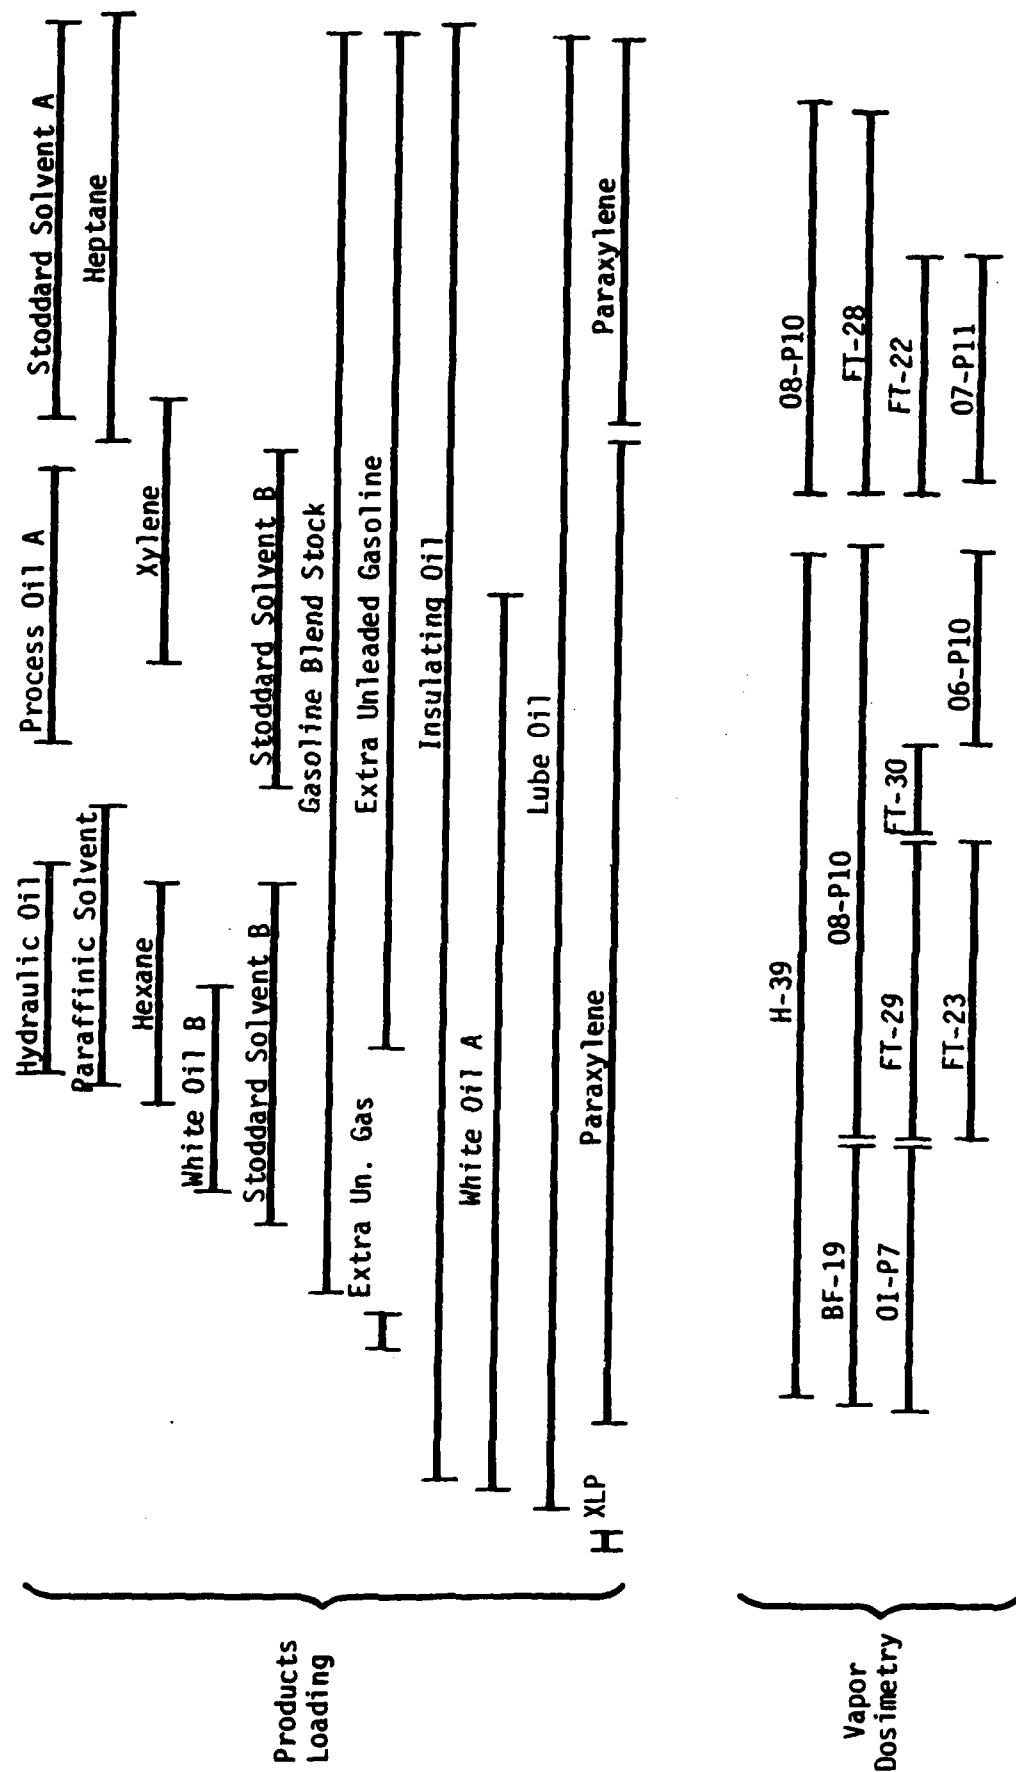 Hydraulic Oil
Process Oil A
Stoddard Solvent A
Paraffinic Solvent
Heptane
Hexane
Xylene
White Oil B
Stoddard Solvent B
Stoddard Solvent B
Products
Loading
Gasoline Blend Stock
Extra Un. Gas
Extra Unleaded Gasoline
Insulating Oil
White Oil A
Lube Oil
XLP
Paraxylene
Paraxylene
Vapor
Dosimetry
H-39
08-P10
BF-19
08-P10
FT-28
OI-P7
FT-29
FT-30
FT-22
FT-23
06-P10
07-P11